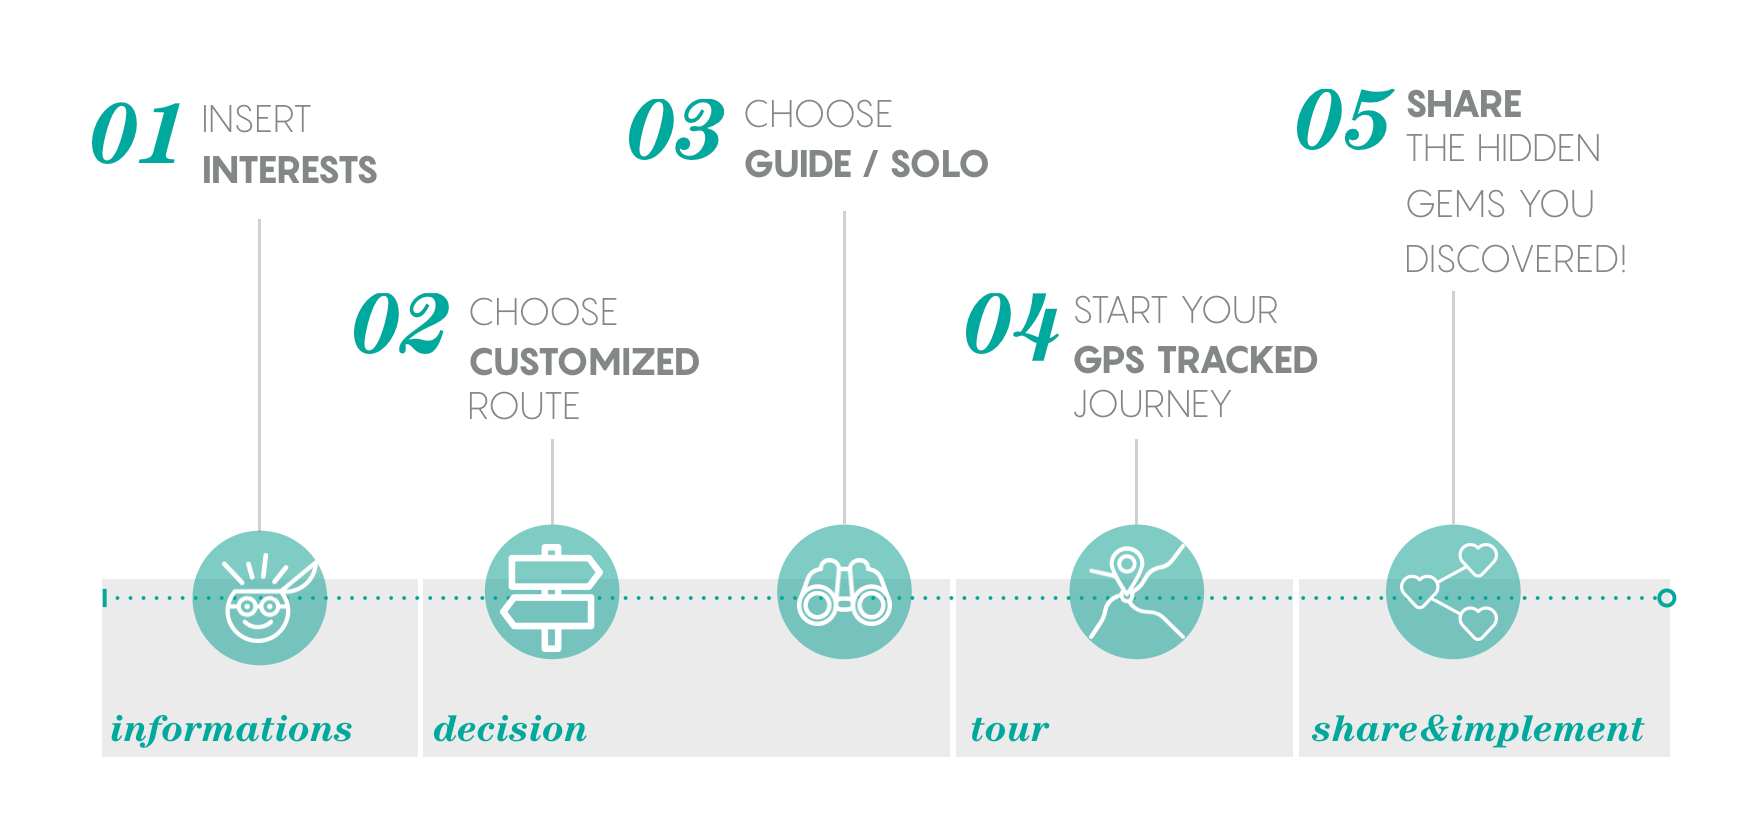 01 INSERT
INTERESTS
02 CHOOSE
CUSTOMIZED
ROUTE
03 CHOOSE
GUIDE / SOLO
04 START YOUR
GPS TRACKED
JOURNEY
05 SHARE
THE HIDDEN
GEMS YOU
DISCOVERED!
informations
decision
tour
share&implement